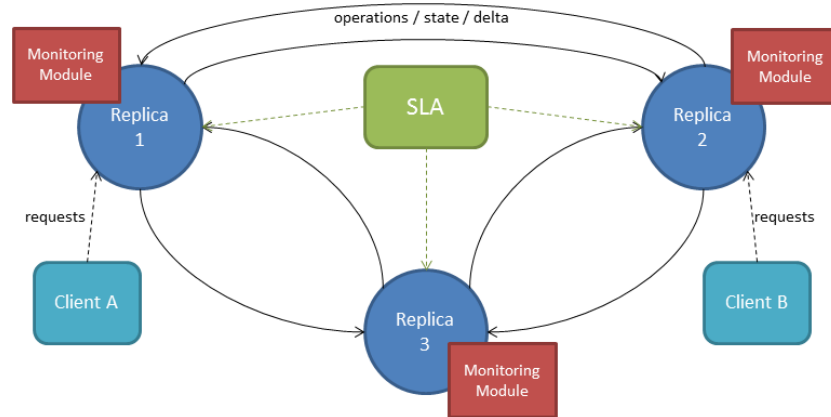 operations / state / delta
Monitoring
Module
Monitoring
Module
Replica
1
SLA
Replica
2
requests
requests
Client A
Client B
Replica
3
Monitoring
Module